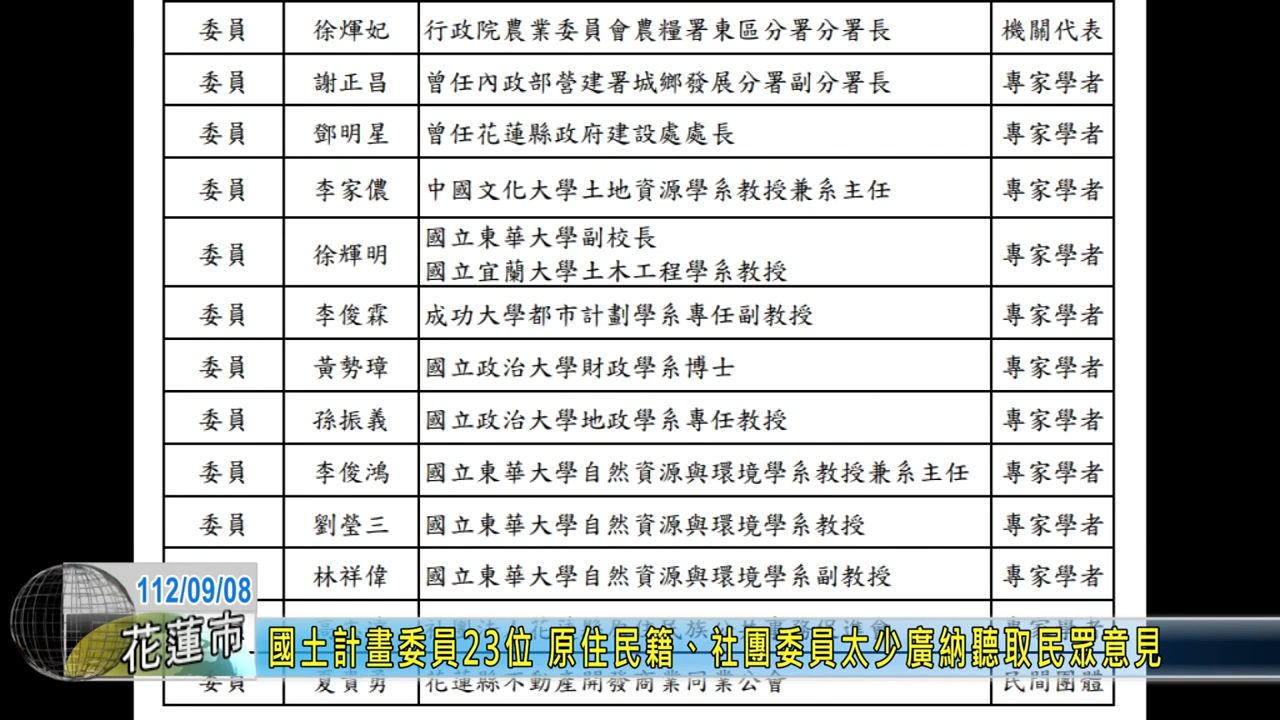 委員 徐煇妃 行政院農業委員會農糧署東區分署分署長 機關代表
委員 謝正昌 曾任內政部營建署城鄉發展分署副分署長 專家學者
委員 鄧明星 曾任花蓮縣政府建設處處長 專家學者
委員 李家儂 中國文化大學土地資源學系教授兼系主任 專家學者
委員 徐輝明 國立東華大學副校長
國立宜蘭大學土木工程學系教授 專家學者
委員 李俊霖 成功大學都市計劃學系專任副教授 專家學者
委員 黃勢璋 國立政治大學財政學系博士 專家學者
委員 孫振義 國立政治大學地政學系專任教授 專家學者
委員 李俊鴻 國立東華大學自然資源與環境學系教授兼系主任 專家學者
委員 劉瑩三 國立東華大學自然資源與環境學系教授 專家學者
林祥偉 國立東華大學自然資源與環境學系副教授 專家學者
112/09/08
花蓮市
國土計畫委員23位 原住民籍、社團委員太少廣納聽取民眾意見
委員 夏貴勇 花蓮縣不動產開發商業同業公會 民間團體